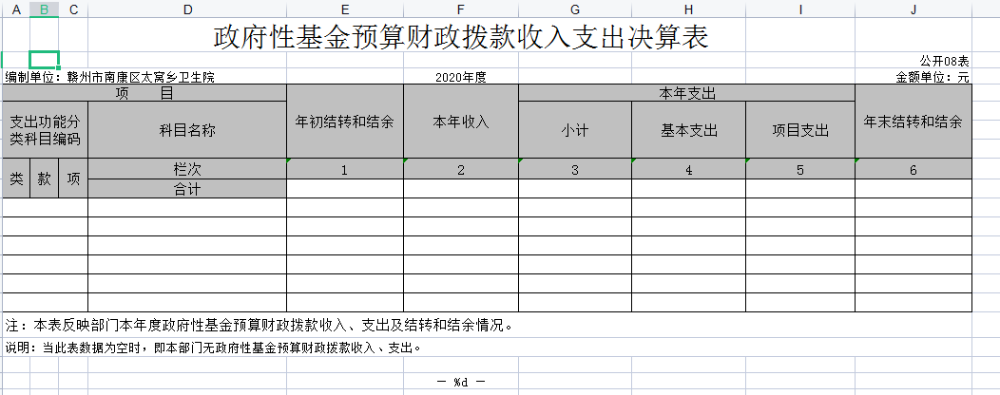 A B C D E F G H I J
政府性基金预算财政拨款收入支出决算表
公开08表
编制单位：赣州市南康区太窝乡卫生院 2020年度 金额单位：元
项 目 年初结转和结余 本年收入 本年支出 年末结转和结余
支出功能分类科目编码 科目名称 小计 基本支出 项目支出
类 款 项 栏次 1 2 3 4 5 6
合计
注：本表反映部门本年度政府性基金预算财政拨款收入、支出及结转和结余情况。
说明：当此表数据为空时，即本部门无政府性基金预算财政拨款收入、支出。
— %d —